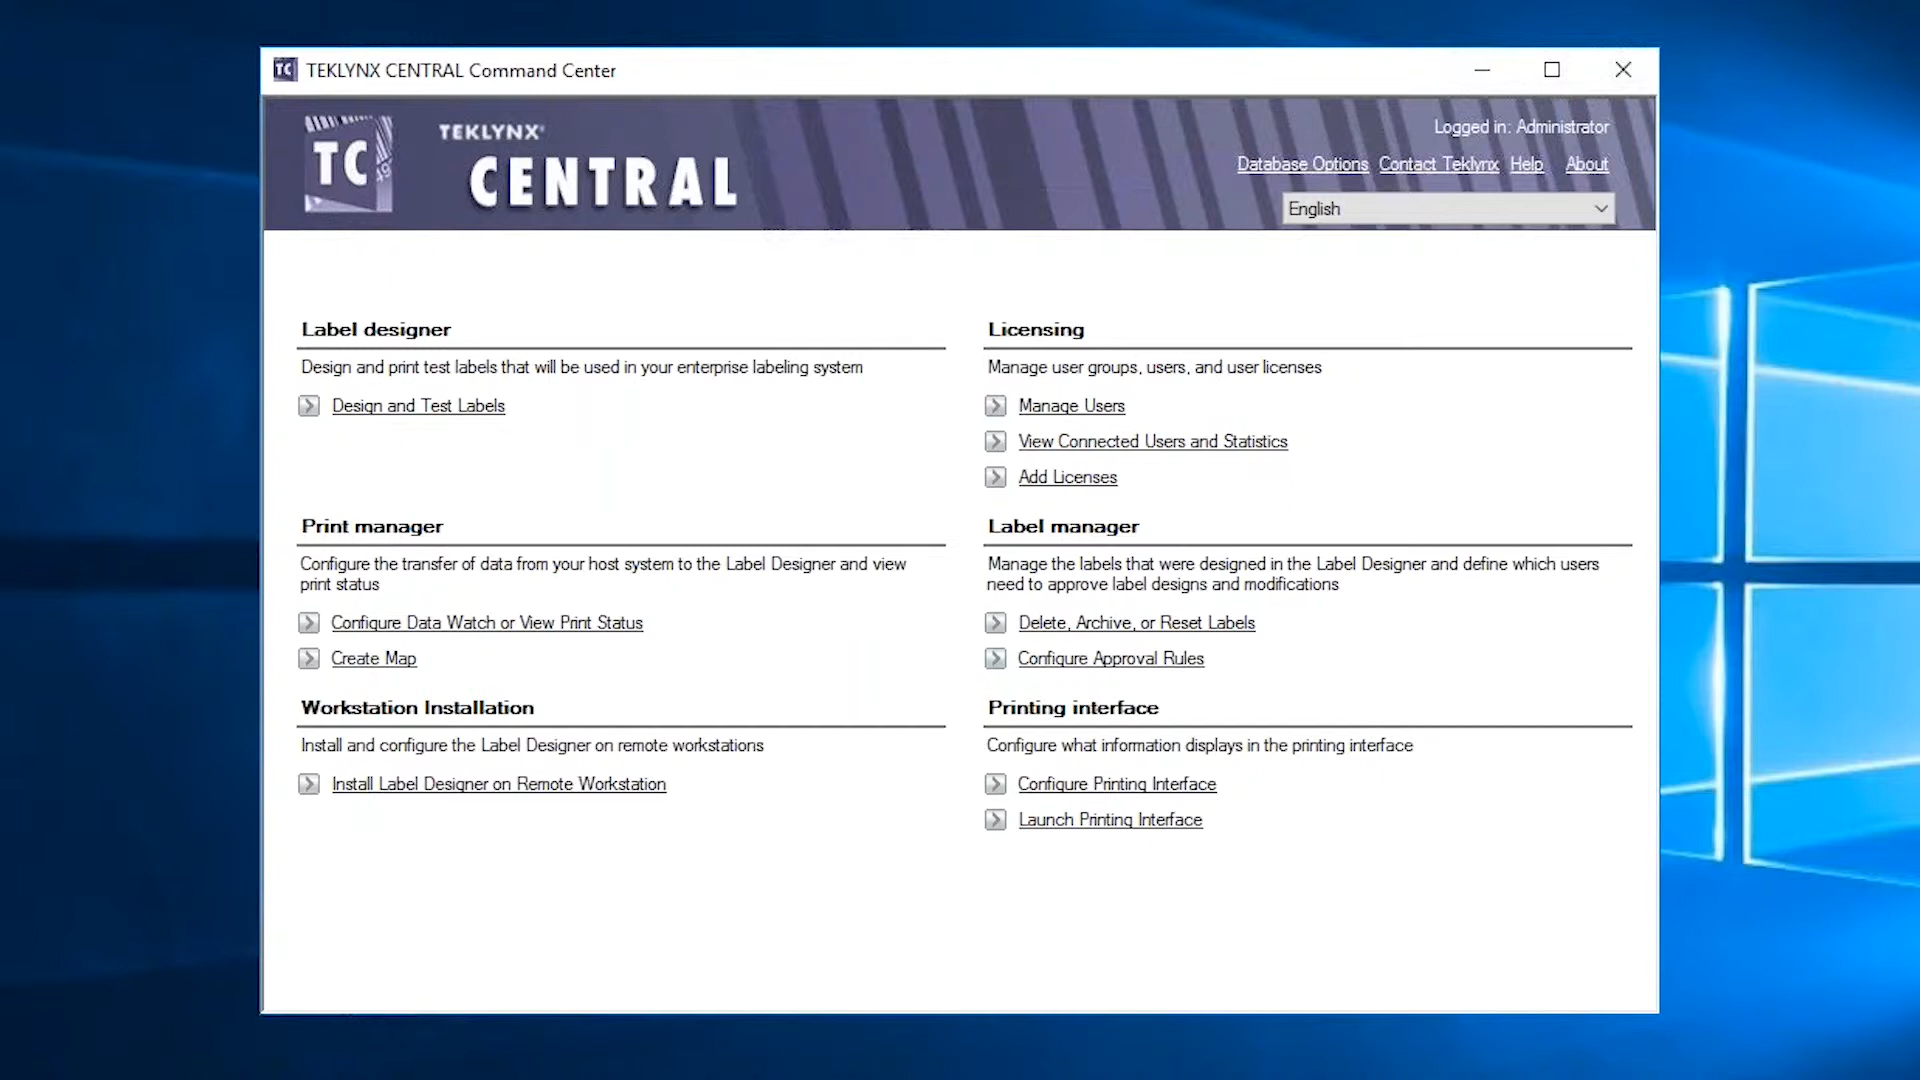 TEKLYNX CENTRAL Command Center
TC
TEKLYNX
CENTRAL
Logged in: Administrator
Database Options Contact Teklynx Help About
English
Label designer
Design and print test labels that will be used in your enterprise labeling system
Design and Test Labels
Licensing
Manage user groups, users, and user licenses
Manage Users
View Connected Users and Statistics
Add Licenses
Print manager
Configure the transfer of data from your host system to the Label Designer and view
print status
Configure Data Watch or View Print Status
Create Map
Label manager
Manage the labels that were designed in the Label Designer and define which users
need to approve label designs and modifications
Delete, Archive, or Reset Labels
Configure Approval Rules
Workstation Installation
Install and configure the Label Designer on remote workstations
Install Label Designer on Remote Workstation
Printing interface
Configure what information displays in the printing interface
Configure Printing Interface
Launch Printing Interface